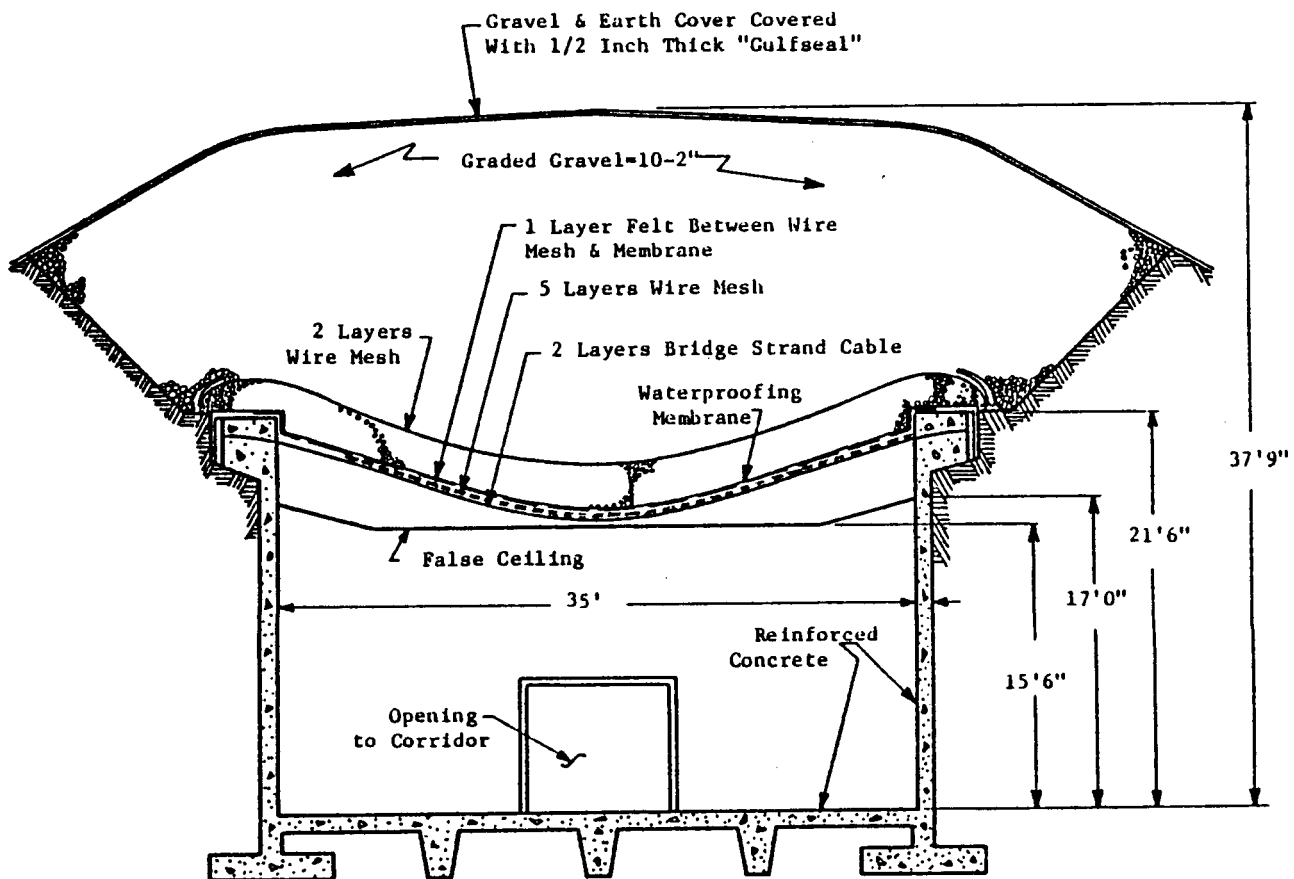 Gravel & Earth Cover Covered
With 1/2 Inch Thick "Gulfseal"
Graded Gravel=10-2"
1 Layer Felt Between Wire
Mesh & Membrane
5 Layers Wire Mesh
2 Layers
Wire Mesh
2 Layers Bridge Strand Cable
Waterproofing
Membrane
37'9"
21'6"
False Ceiling
35'
17'0"
Reinforced
Concrete
15'6"
Opening
to Corridor